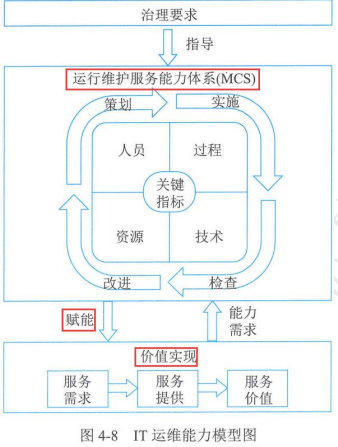 治理要求
指导
运行维护服务能力体系(MCS)
策划
实施
人员
过程
关键
指标
资源
技术
改进
检查
赋能
能力
需求
价值实现
服务
需求
服务
提供
服务
价值
图 4-8 IT 运维能力模型图